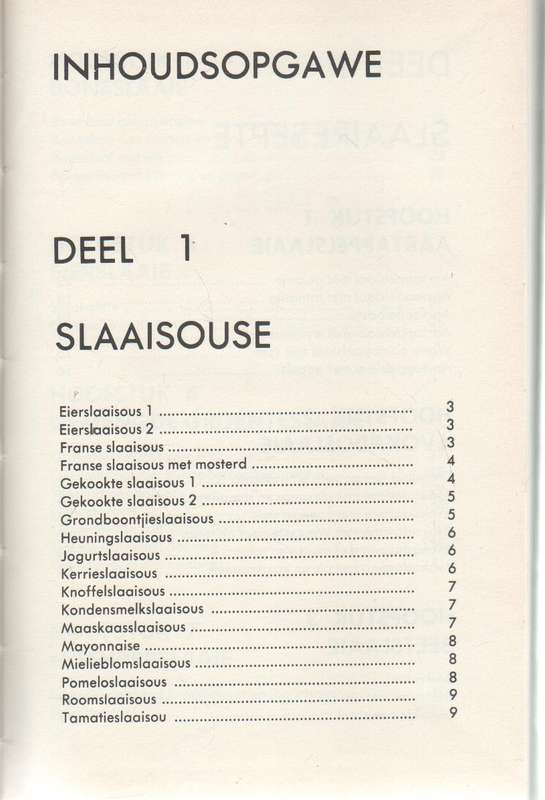 INHOUDSOPGAWE
DEEL 1
SLAAISOUSE
Eierslaaisous 1 ........................................ 3
Eierslaaisous 2 ........................................ 3
Franse slaaisous ........................................ 3
Franse slaaisous met mosterd ........................................ 4
Gekookte slaaisous 1 ........................................ 4
Gekookte slaaisous 2 ........................................ 5
Grondboontjieslaaisous ........................................ 5
Heuningslaaisous ........................................ 6
Jogurtslaaisous ........................................ 6
Kerrieslaaisous ........................................ 6
Knoffelslaaisous ........................................ 7
Kondensmelkslaaisous ........................................ 7
Maaskaasslaaisous ........................................ 7
Mayonnaise ........................................ 8
Mielieblomslaaisous ........................................ 8
Pomeloslaaisous ........................................ 8
Roomslaaisous ........................................ 9
Tamatieslaaisou ........................................ 9